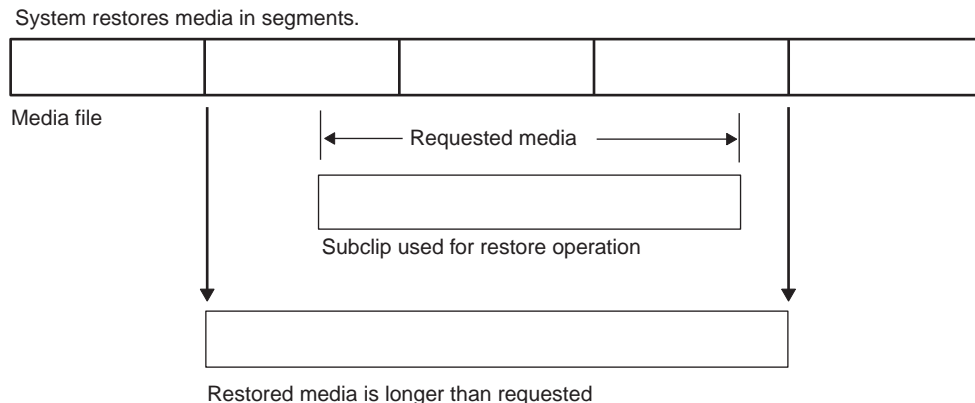 System restores media in segments.
Media file
Requested media
Subclip used for restore operation
Restored media is longer than requested